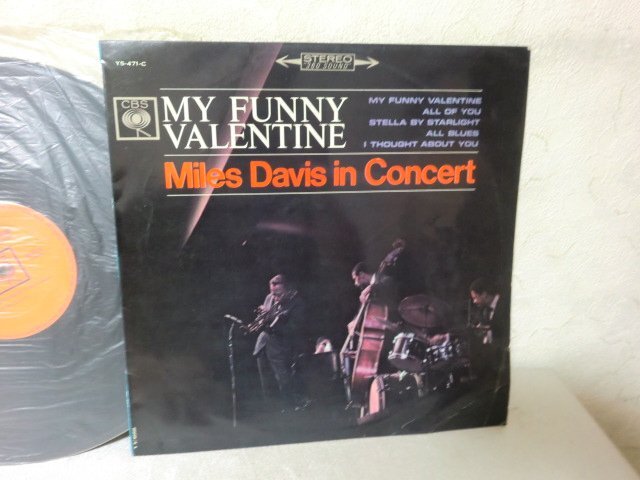 YS-471-C
STEREO
360 SOUND
CBS
MY FUNNY
VALENTINE
MY FUNNY VALENTINE
ALL OF YOU
STELLA BY STARLIGHT
ALL BLUES
I THOUGHT ABOUT YOU
Miles Davis in Concert